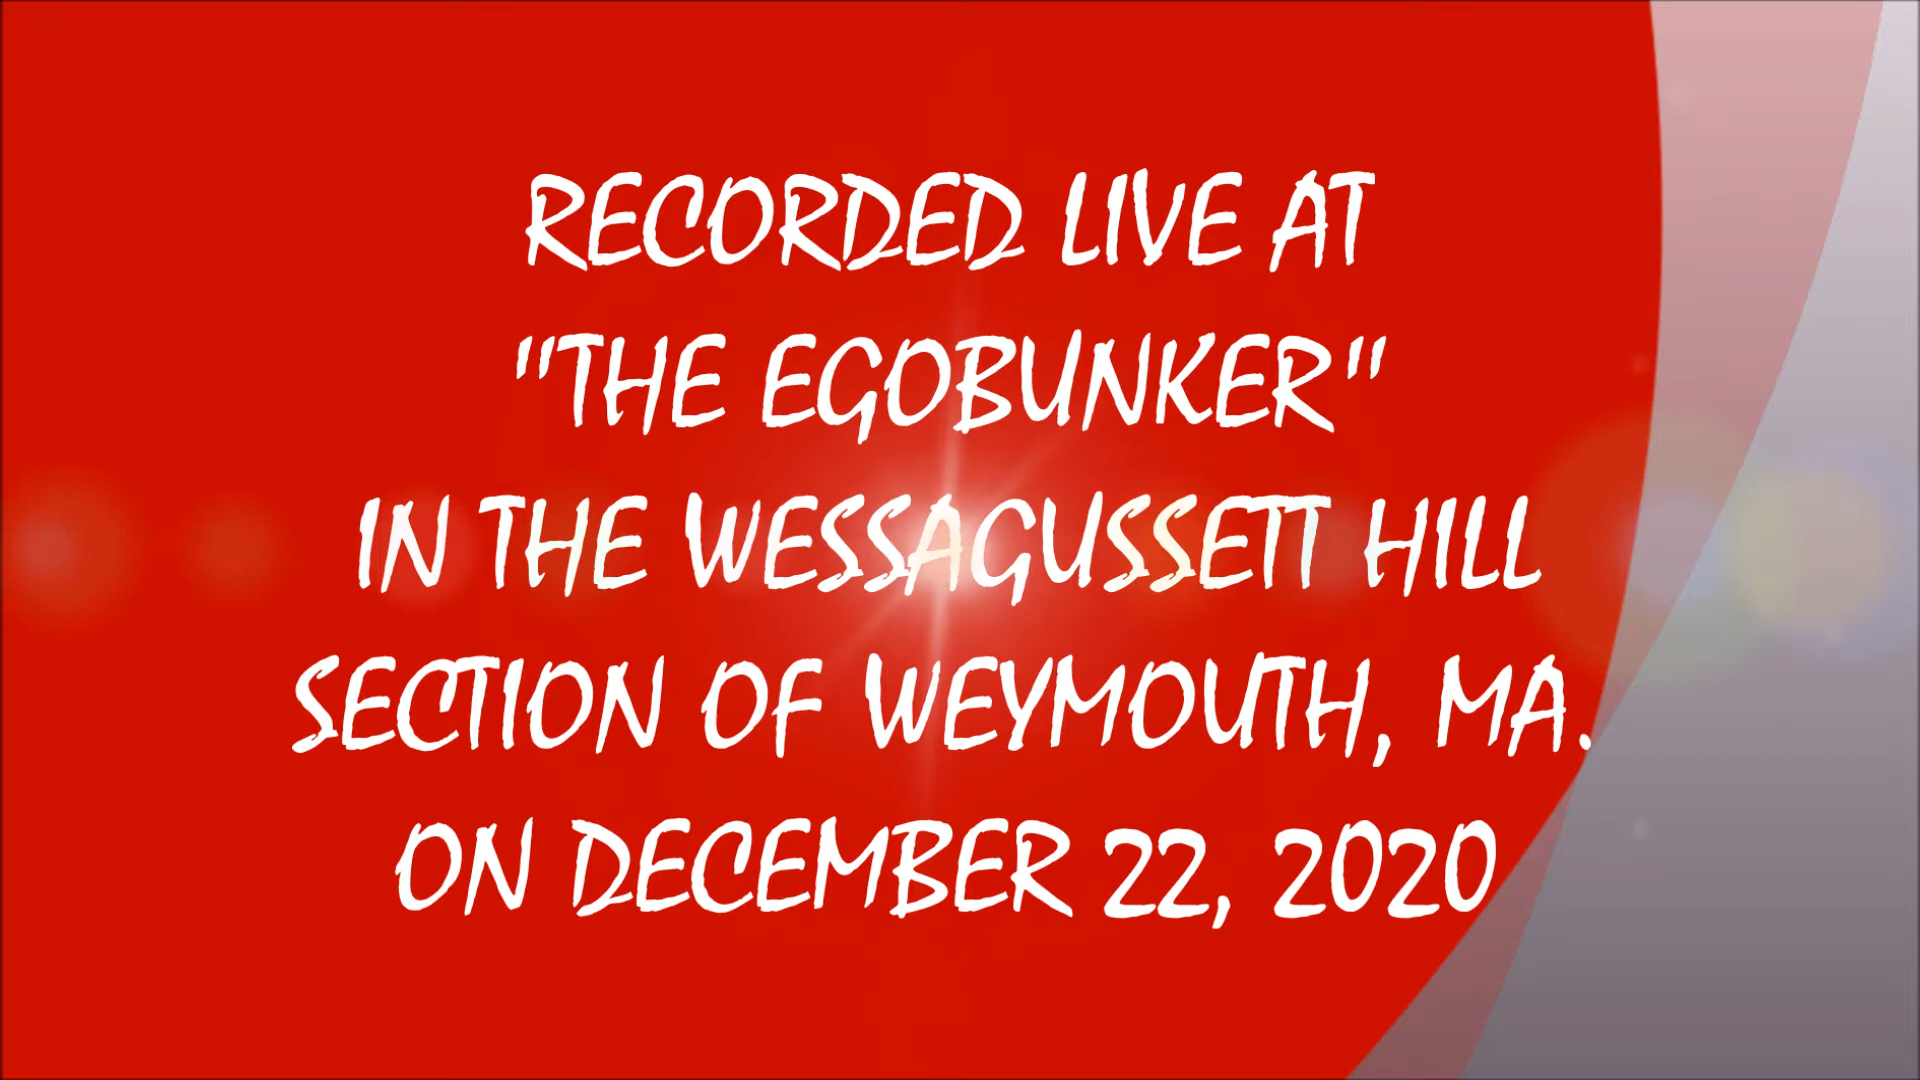 RECORDED LIVE AT
"THE EGOBUNKER"
IN THE WESSAGUSSETT HILL
SECTION OF WEYMOUTH, MA.
ON DECEMBER 22, 2020